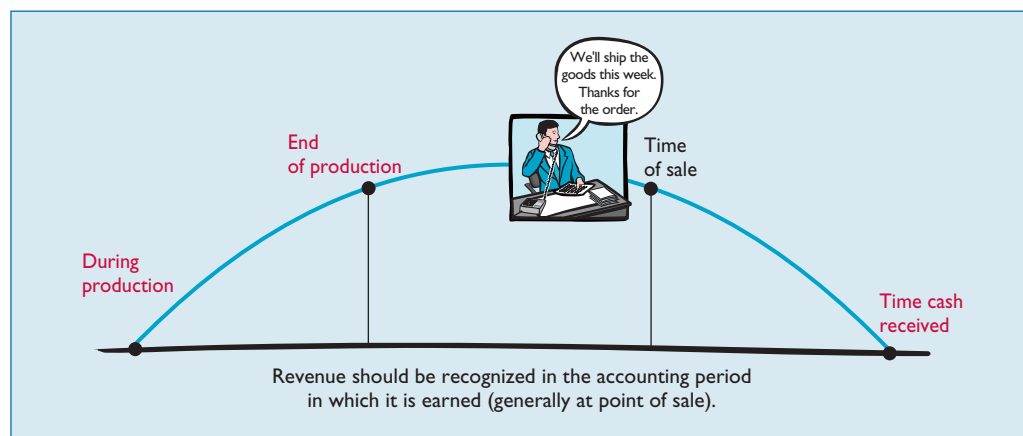 We'll ship the
goods this week.
Thanks for
the order.
End
of production
Time
of sale
During
production
Time cash
received
Revenue should be recognized in the accounting period
in which it is earned (generally at point of sale).